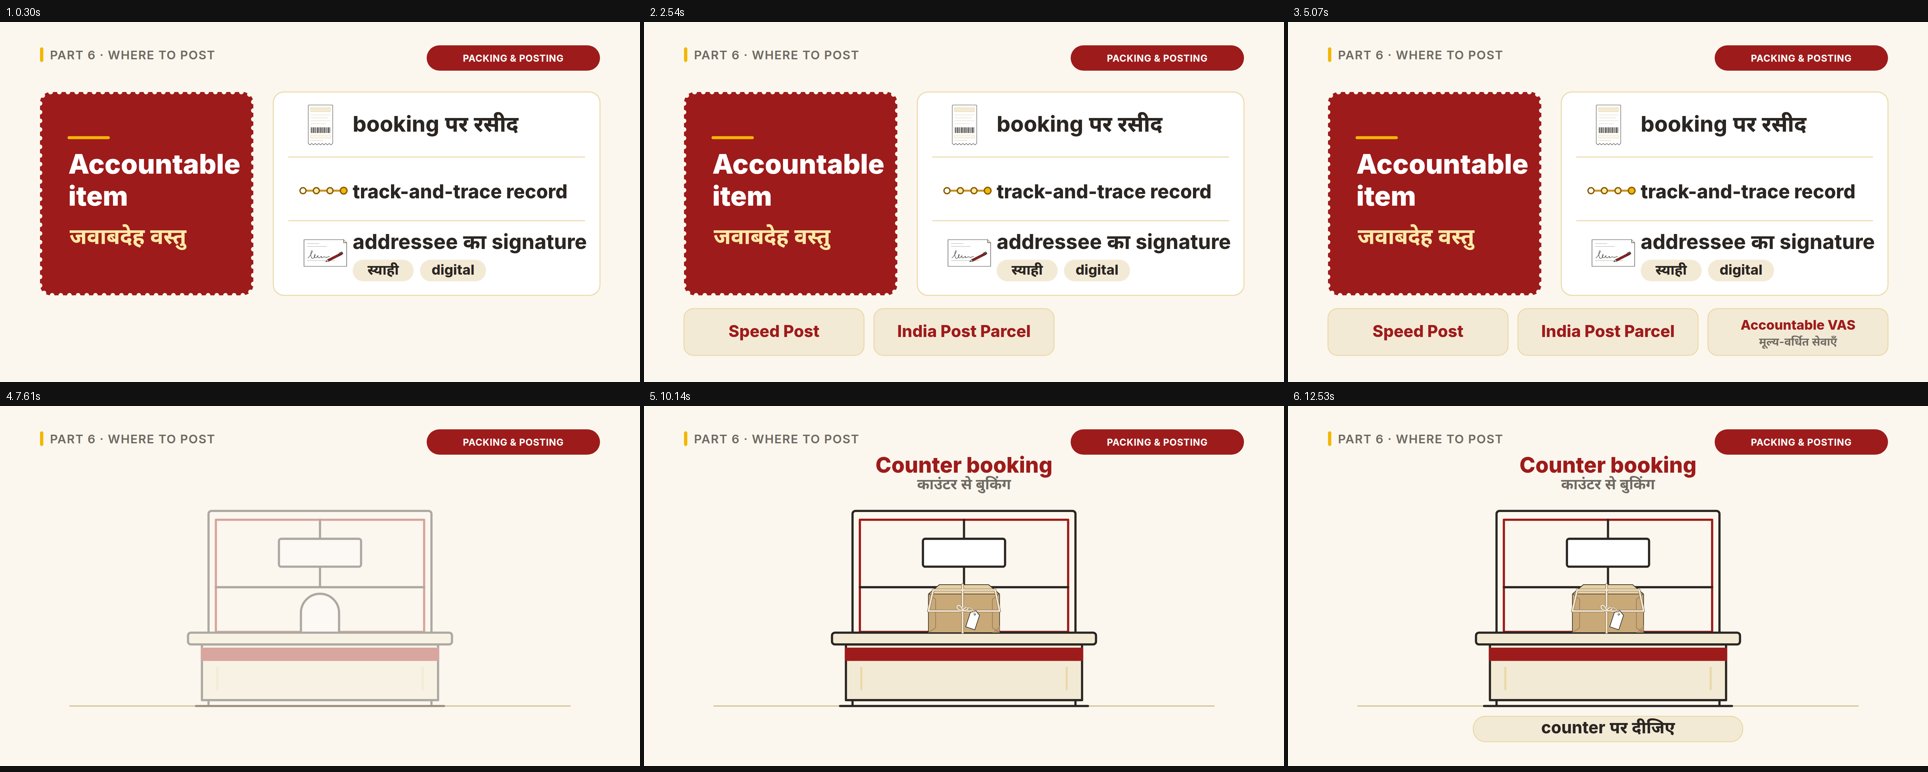 1. 0.30s
PART 6 · WHERE TO POST
PACKING & POSTING
Accountable
item
जवाबदेह वस्तु
booking पर रसीद
track-and-trace record
addressee का signature
स्याही
digital
2. 2.54s
PART 6 · WHERE TO POST
PACKING & POSTING
Accountable
item
जवाबदेह वस्तु
booking पर रसीद
track-and-trace record
addressee का signature
स्याही
digital
Speed Post
India Post Parcel
3. 5.07s
PART 6 · WHERE TO POST
PACKING & POSTING
Accountable
item
जवाबदेह वस्तु
booking पर रसीद
track-and-trace record
addressee का signature
स्याही
digital
Speed Post
India Post Parcel
Accountable VAS
मूल्य-वर्धित सेवाएँ
4. 7.61s
PART 6 · WHERE TO POST
PACKING & POSTING
5. 10.14s
PART 6 · WHERE TO POST
PACKING & POSTING
Counter booking
काउंटर से बुकिंग
6. 12.53s
PART 6 · WHERE TO POST
PACKING & POSTING
Counter booking
काउंटर से बुकिंग
counter पर दीजिए